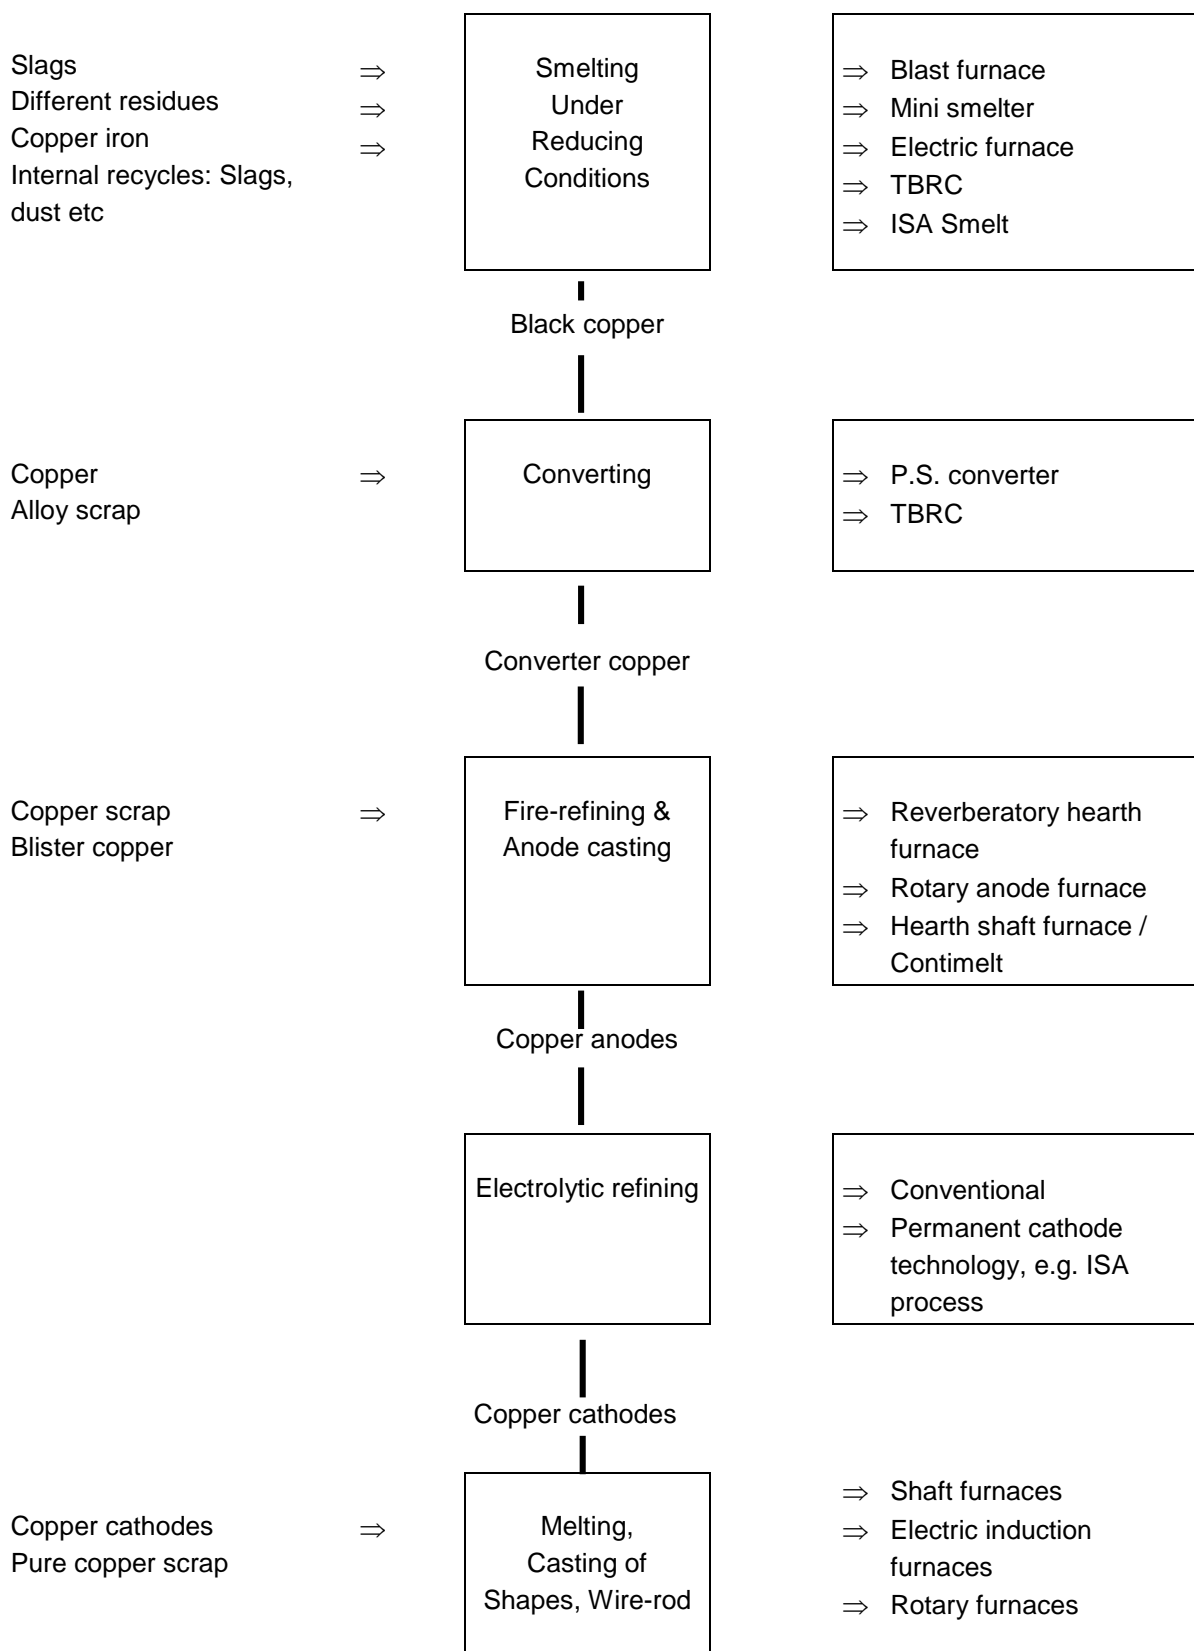 Slags
Different residues
Copper iron
Internal recycles: Slags,
dust etc
⇒
⇒
⇒
Smelting
Under
Reducing
Conditions
⇒ Blast furnace
⇒ Mini smelter
⇒ Electric furnace
⇒ TBRC
⇒ ISA Smelt
Black copper
Copper
Alloy scrap
⇒
Converting
⇒ P.S. converter
⇒ TBRC
Converter copper
Copper scrap
Blister copper
⇒
Fire-refining &
Anode casting
⇒ Reverberatory hearth
furnace
⇒ Rotary anode furnace
⇒ Hearth shaft furnace /
Contimelt
Copper anodes
Electrolytic refining
⇒ Conventional
⇒ Permanent cathode
technology, e.g. ISA
process
Copper cathodes
Copper cathodes
Pure copper scrap
⇒
Melting,
Casting of
Shapes, Wire-rod
⇒ Shaft furnaces
⇒ Electric induction
furnaces
⇒ Rotary furnaces